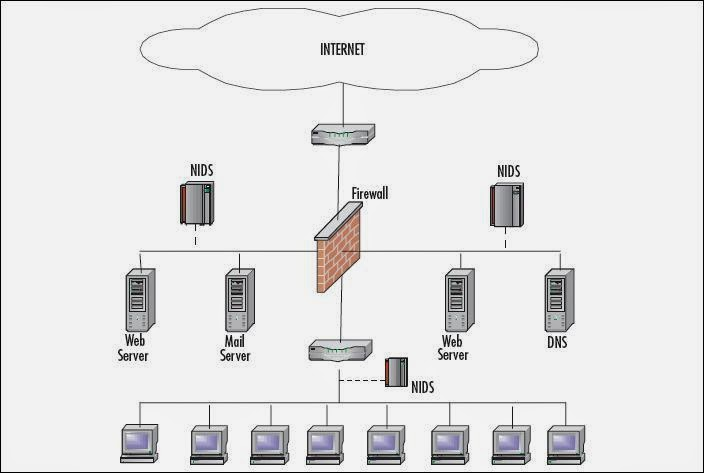 INTERNET
NIDS
NIDS
Firewall
Web
Server
Mail
Server
Web
Server
DNS
NIDS